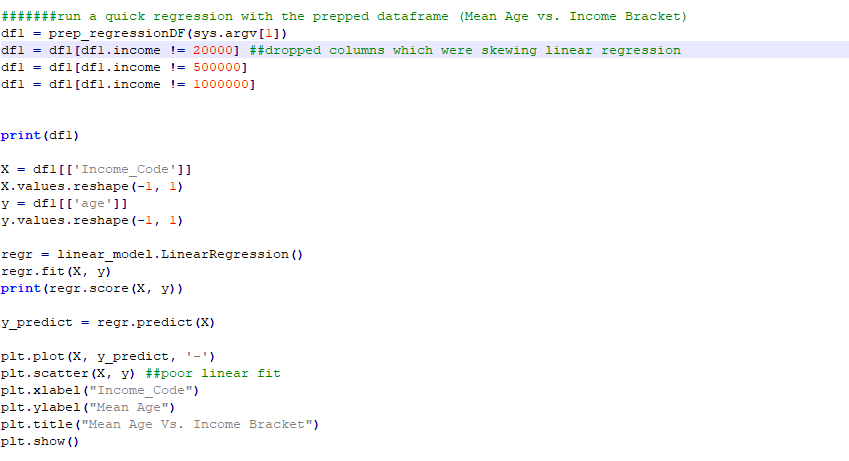 #######run a quick regression with the prepped dataframe (Mean Age vs. Income Bracket)
df1 = prep_regressionDF(sys.argv[1])
df1 = df1[df1.income != 20000] ##dropped columns which were skewing linear regression
df1 = df1[df1.income != 500000]
df1 = df1[df1.income != 1000000]
print(df1)
X = df1[['Income_Code']]
X.values.reshape(-1, 1)
y = df1[['age']]
y.values.reshape(-1, 1)
regr = linear_model.LinearRegression()
regr.fit(X, y)
print(regr.score(X, y))
y_predict = regr.predict(X)
plt.plot(X, y_predict, '-')
plt.scatter(X, y) ##poor linear fit
plt.xlabel("Income_Code")
plt.ylabel("Mean Age")
plt.title("Mean Age Vs. Income Bracket")
plt.show()